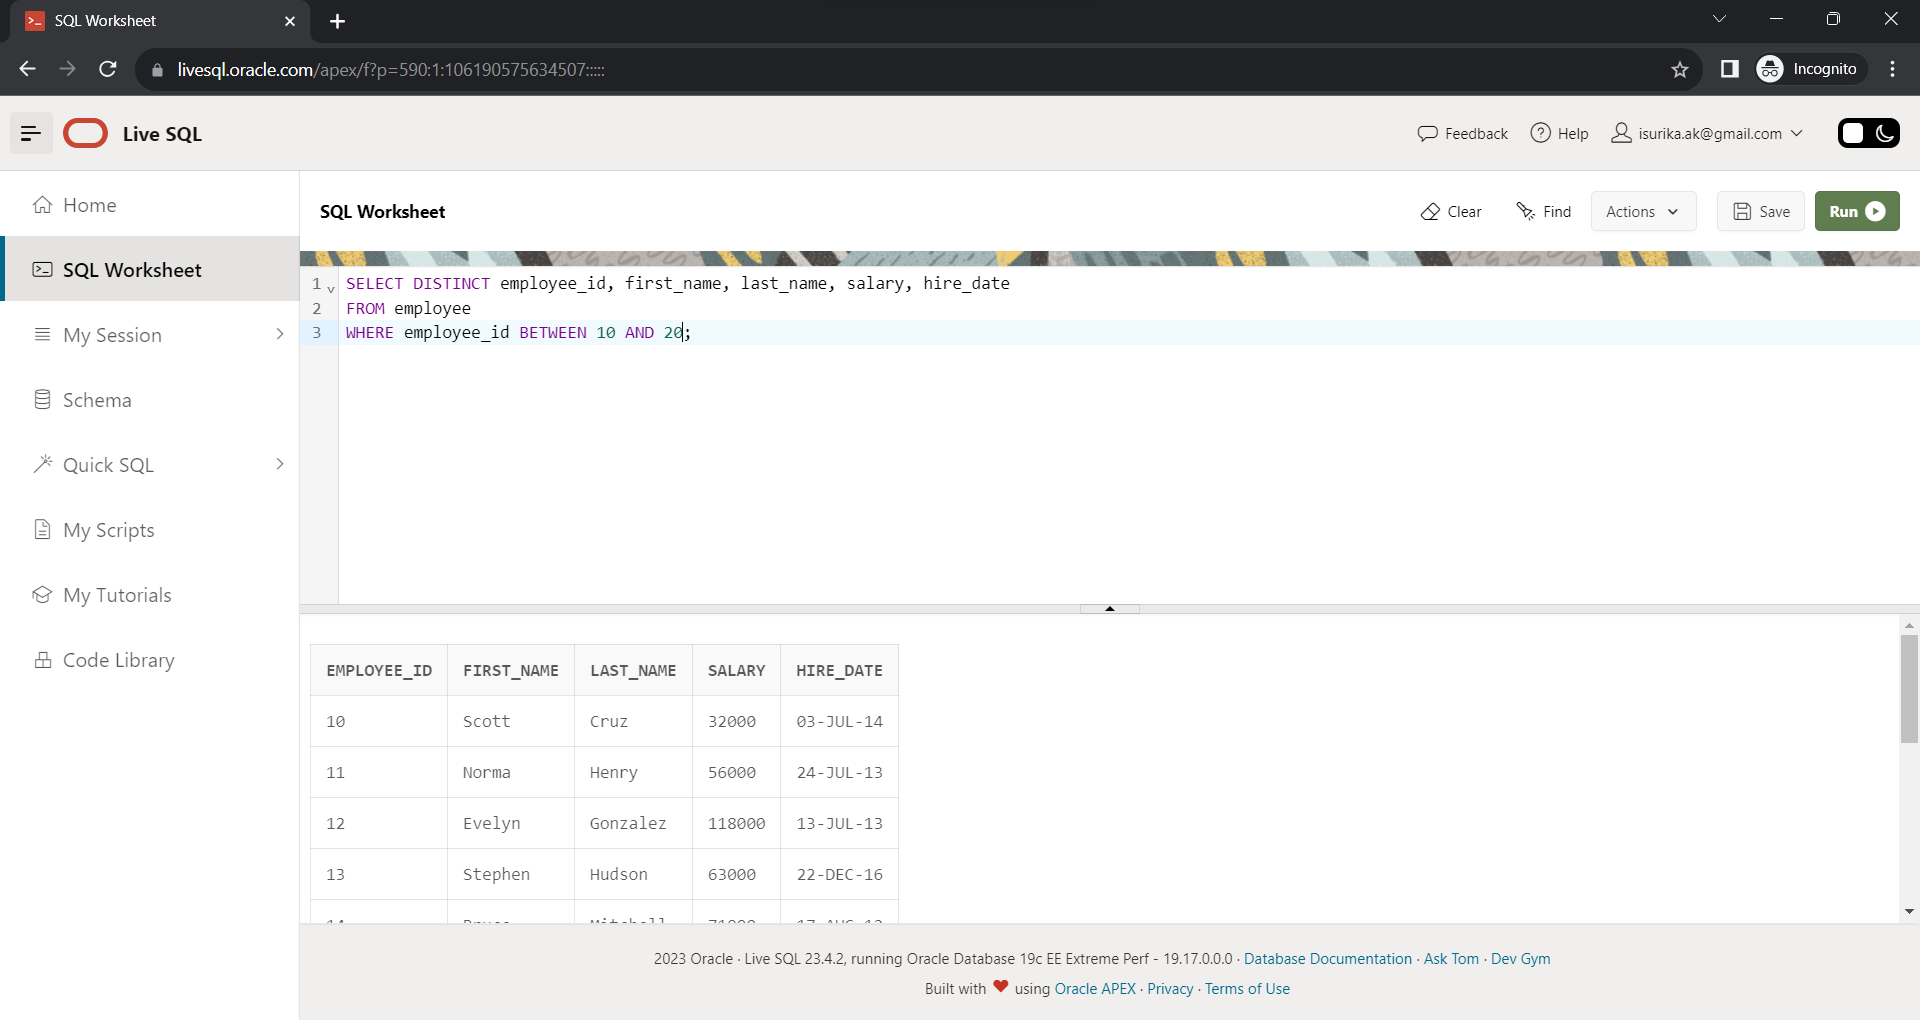 SQL Worksheet
livesql.oracle.com/apex/f?p=590:1:106190575634507:::::
Incognito
Live SQL
Feedback
Help
isurika.ak@gmail.com
Home
SQL Worksheet
My Session
Schema
Quick SQL
My Scripts
My Tutorials
Code Library
SQL Worksheet
Clear
Find
Actions
Save
Run
1 SELECT DISTINCT employee_id, first_name, last_name, salary, hire_date
2 FROM employee
3 WHERE employee_id BETWEEN 10 AND 20;
EMPLOYEE_ID FIRST_NAME LAST_NAME SALARY HIRE_DATE
10 Scott Cruz 32000 03-JUL-14
11 Norma Henry 56000 24-JUL-13
12 Evelyn Gonzalez 118000 13-JUL-13
13 Stephen Hudson 63000 22-DEC-16
2023 Oracle · Live SQL 23.4.2, running Oracle Database 19c EE Extreme Perf - 19.17.0.0.0 · Database Documentation · Ask Tom · Dev Gym
Built with ❤ using Oracle APEX · Privacy · Terms of Use